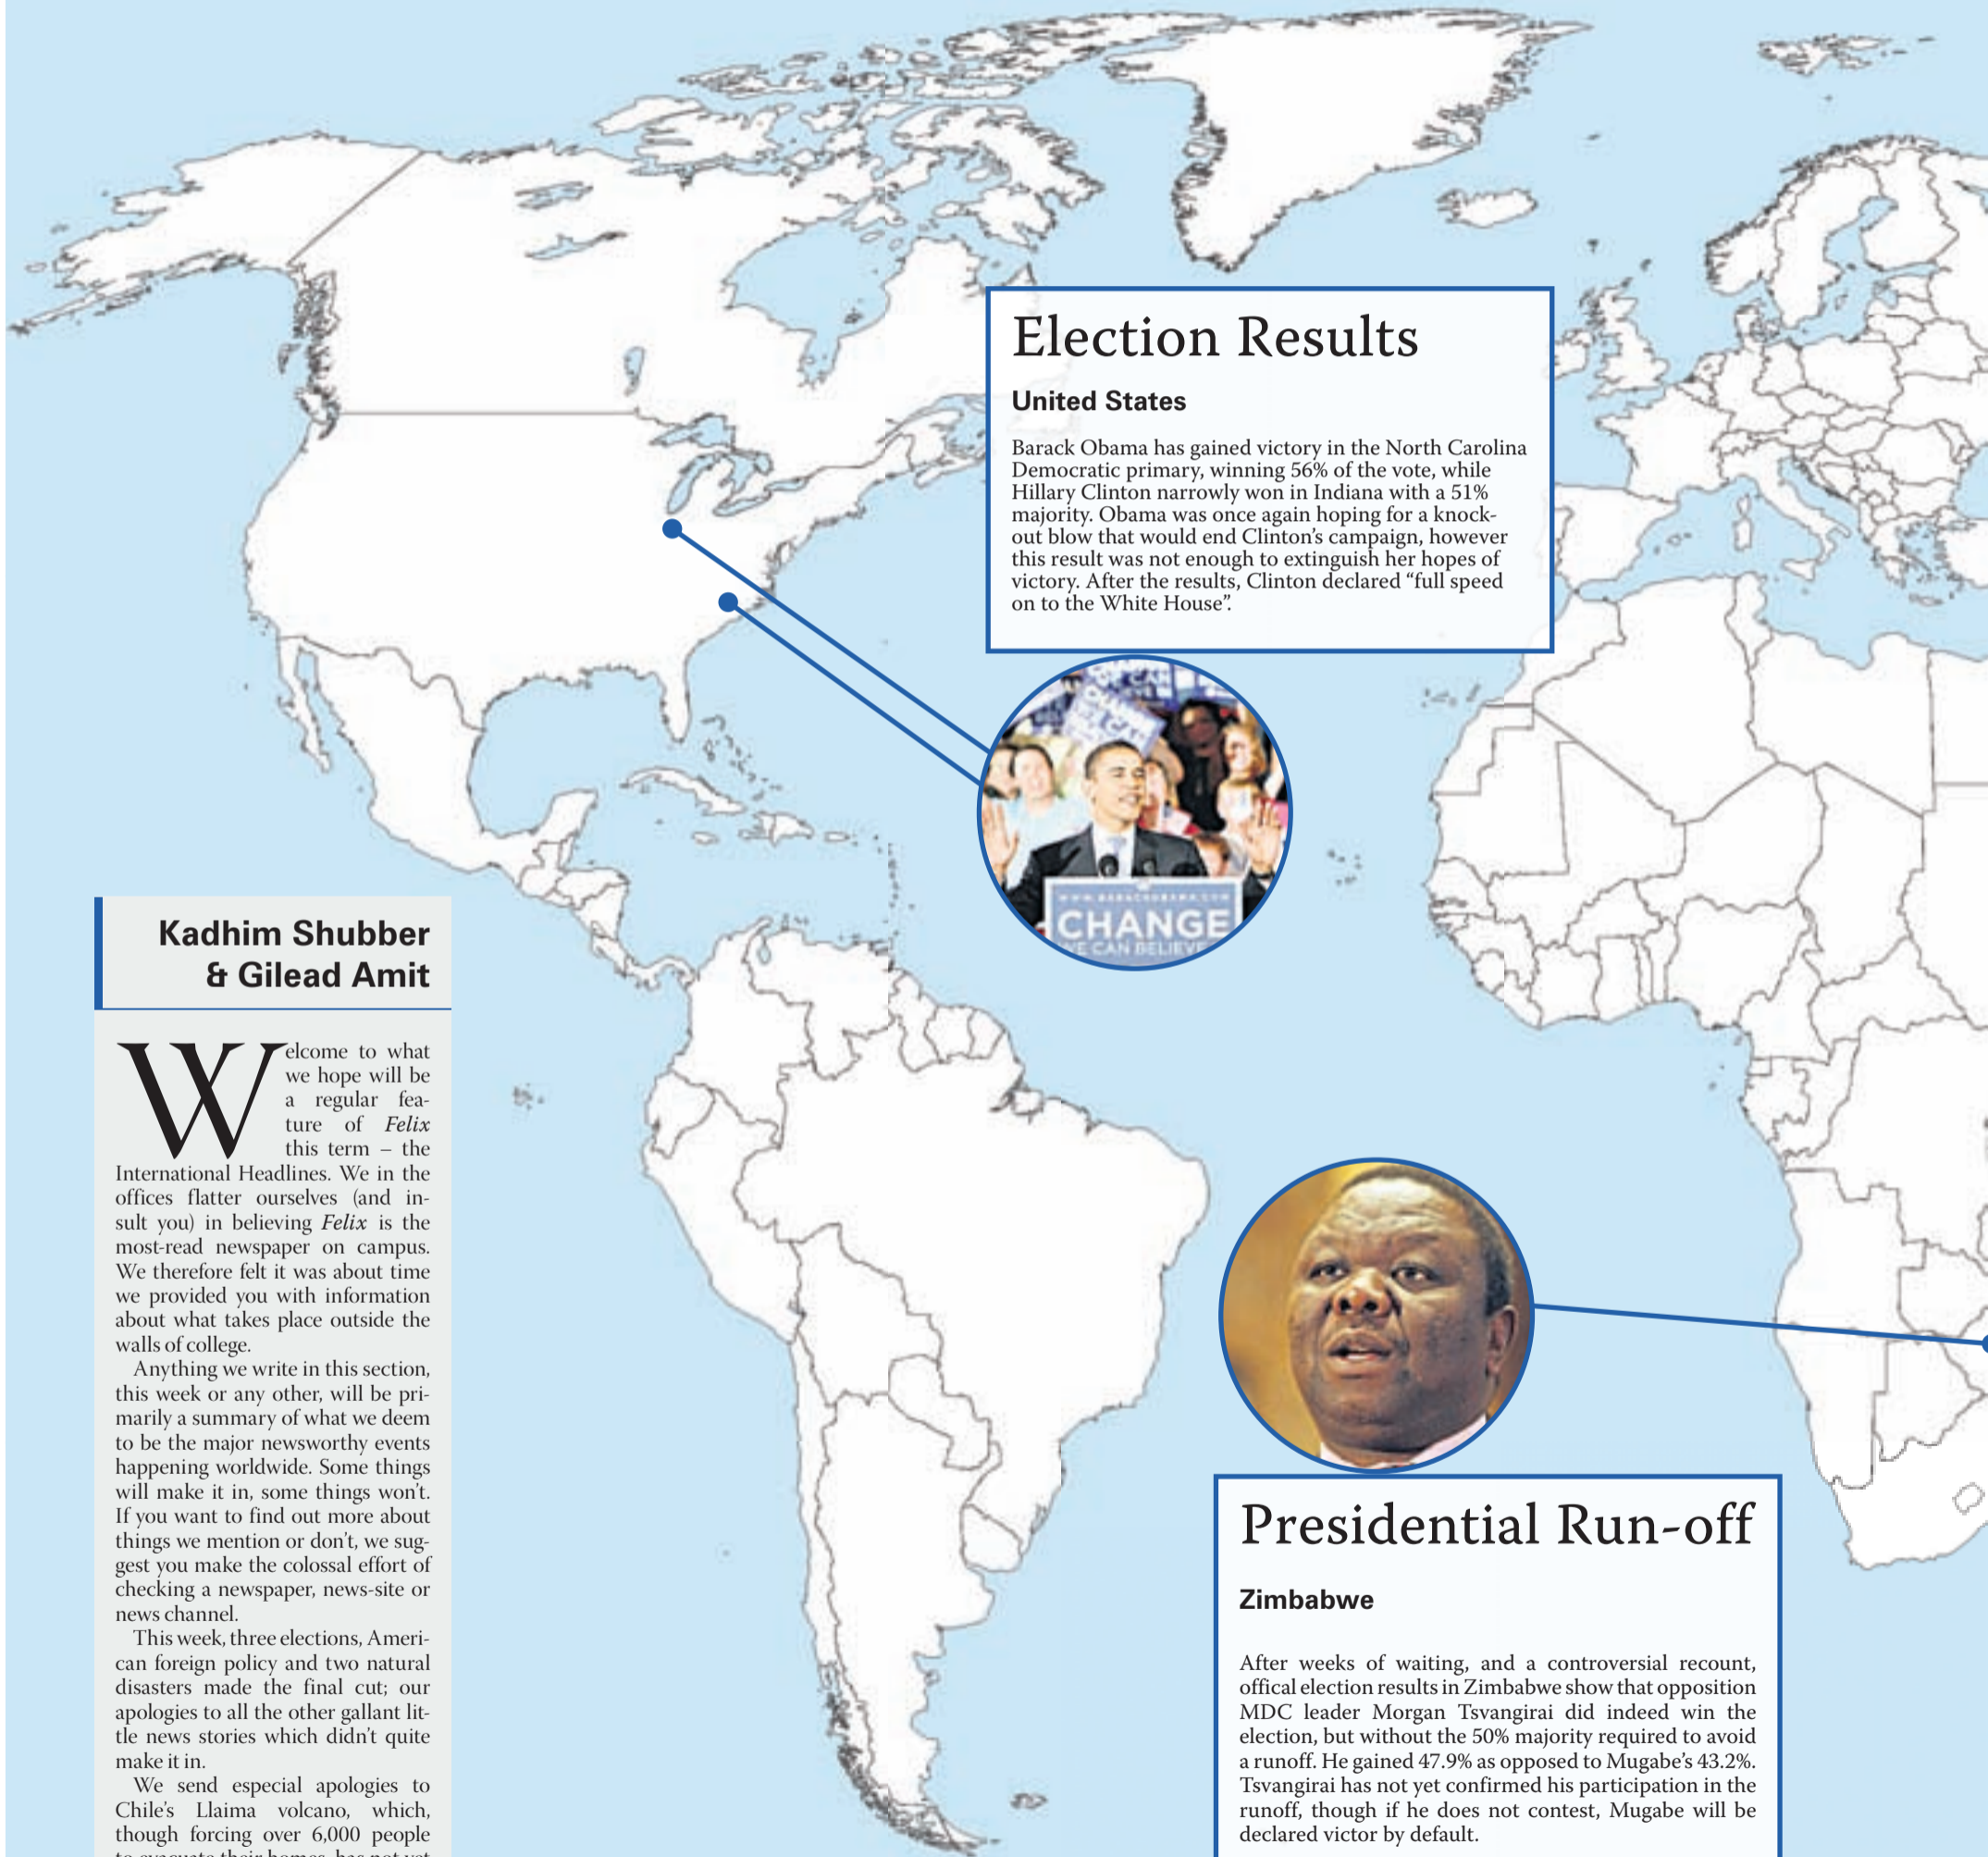 Election Results
United States
Barack Obama has gained victory in the North Carolina
Democratic primary, winning 56% of the vote, while
Hillary Clinton narrowly won in Indiana with a 51%
majority. Obama was once again hoping for a knock-
out blow that would end Clinton's campaign, however
this result was not enough to extinguish her hopes of
victory. After the results, Clinton declared “full speed
on to the White House”.
CHANGE
WE CAN BELIEVE
Kadhim Shubber
& Gilead Amit
Welcome to what
we hope will be
a regular fea-
ture of Felix
this term – the
International Headlines. We in the
offices flatter ourselves (and in-
sult you) in believing Felix is the
most-read newspaper on campus.
We therefore felt it was about time
we provided you with information
about what takes place outside the
walls of college.
Anything we write in this section,
this week or any other, will be pri-
marily a summary of what we deem
to be the major newsworthy events
happening worldwide. Some things
will make it in, some things won't.
If you want to find out more about
things we mention or don't, we sug-
gest you make the colossal effort of
checking a newspaper, news-site or
news channel.
This week, three elections, Ameri-
can foreign policy and two natural
disasters made the final cut; our
apologies to all the other gallant lit-
tle news stories which didn't quite
make it in.
We send especial apologies to
Chile's Llaima volcano, which,
though forcing over 6,000 people
to evacuate their homes, has not yet
Presidential Run-off
Zimbabwe
After weeks of waiting, and a controversial recount,
offical election results in Zimbabwe show that opposition
MDC leader Morgan Tsvangirai did indeed win the
election, but without the 50% majority required to avoid
a runoff. He gained 47.9% as opposed to Mugabe's 43.2%.
Tsvangirai has not yet confirmed his participation in the
runoff, though if he does not contest, Mugabe will be
declared victor by default.